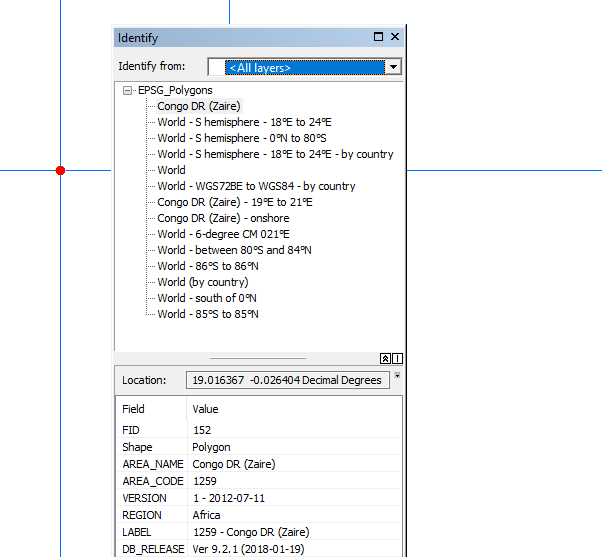 Identify
Identify from: <All layers>
EPSG_Polygons
Congo DR (Zaire)
World - S hemisphere - 18°E to 24°E
World - S hemisphere - 0°N to 80°S
World - S hemisphere - 18°E to 24°E - by country
World
World - WGS72BE to WGS84 - by country
Congo DR (Zaire) - 19°E to 21°E
Congo DR (Zaire) - onshore
World - 6-degree CM 021°E
World - between 80°S and 84°N
World - 86°S to 86°N
World (by country)
World - south of 0°N
World - 85°S to 85°N
Location: 19.016367 -0.026404 Decimal Degrees
Field Value
FID 152
Shape Polygon
AREA_NAME Congo DR (Zaire)
AREA_CODE 1259
VERSION 1 - 2012-07-11
REGION Africa
LABEL 1259 - Congo DR (Zaire)
DB_RELEASE Ver 9.2.1 (2018-01-19)